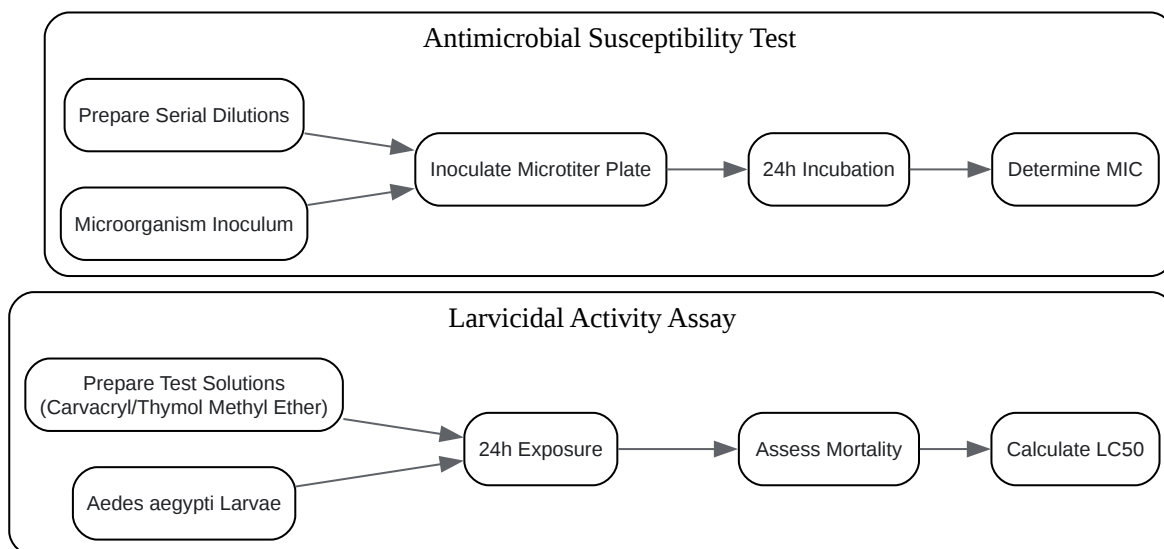 Antimicrobial Susceptibility Test
Prepare Serial Dilutions
Microorganism Inoculum
Inoculate Microtiter Plate
24h Incubation
Determine MIC
Larvicidal Activity Assay
Prepare Test Solutions
(Carvacryl/Thymol Methyl Ether)
Aedes aegypti Larvae
24h Exposure
Assess Mortality
Calculate LC50